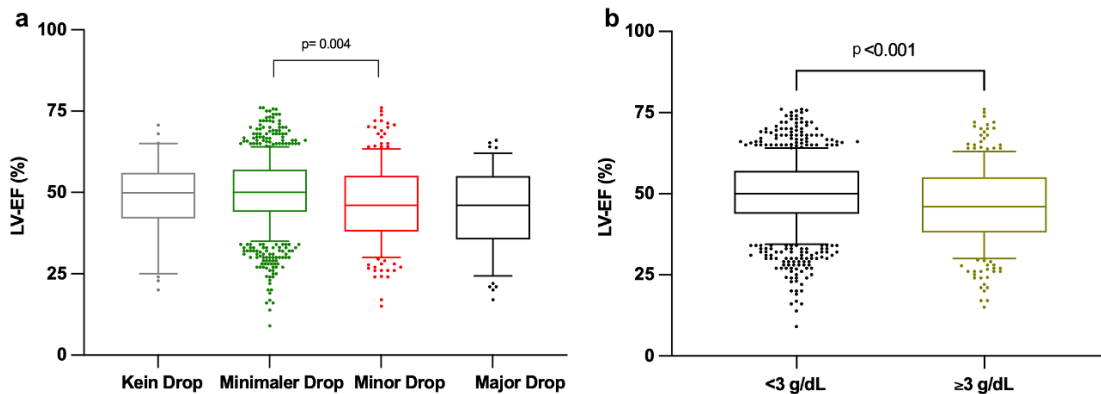 a
p= 0.004
LV-EF (%)
100
75
50
25
0
Kein Drop Minimaler Drop Minor Drop Major Drop
b
p <0.001
LV-EF (%)
100
75
50
25
0
<3 g/dL ≥3 g/dL